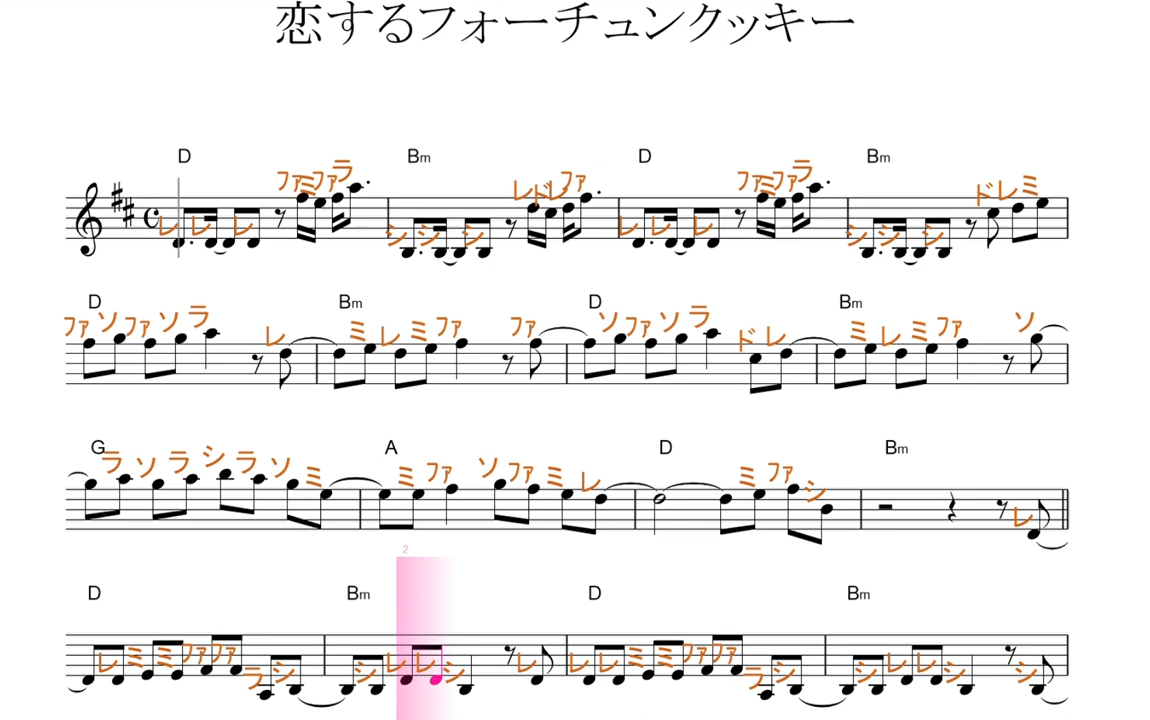 恋するフォーチュンクッキー
D Bm D Bm
レ レ レ ファ ミ ファ ラ シ シ シ レ ド レ ファ レ レ レ ファ ミ ファ ラ シ シ シ ド レ ミ
D Bm D Bm
ファ ソ ファ ソ ラ レ ミ レ ミ ファ ファ ソ ファ ソ ラ ド レ ミ レ ミ ファ ソ
G A D Bm
ラ ソ ラ シ ラ ソ ミ ミ ファ ソ ファ ミ レ ミ ファ シ レ
2
D Bm D Bm
レ ミ ミ ファ ファ ラ シ シ レ レ シ レ レ レ ミ ミ ファ ファ ラ シ シ レ レ シ シ